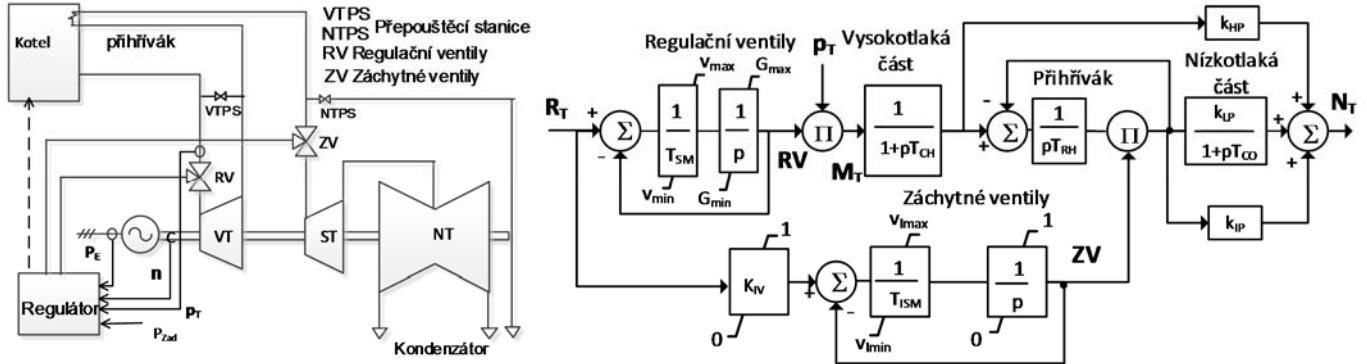 VTPS
NTPS Přepouštěcí stanice
RV Regulační ventily
ZV Záchytné ventily
Kotel
přihřívák
VTPS
NTPS
ZV
RV
VT
ST
NT
P_E
n
C
Regulátor
p_T
P_Zad
Kondenzátor
Regulační ventily
v_max
G_max
p_T
Vysokotlaká
část
k_HP
Přihřívák
Nízkotlaká
část
R_T
+
Σ
-
1
T_SM
1
p
v_min
G_min
RV
Π
M_T
1
1+pT_CH
-
+
Σ
1
pT_RH
Π
k_LP
1+pT_CO
+
+
+
Σ
N_T
k_IP
Záchytné ventily
1
K_IV
0
+
-
Σ
v_Imax
1
T_ISM
v_Imin
1
1
p
0
ZV